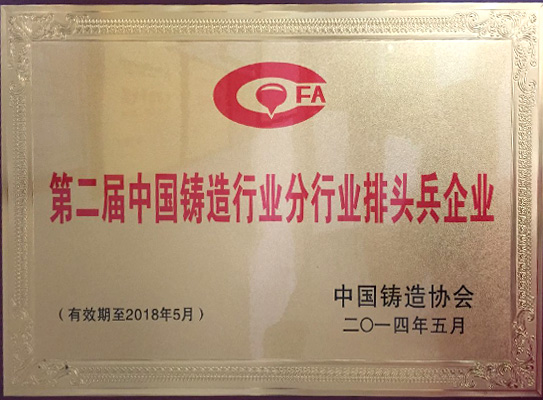 FA
第二届中国铸造行业分行业排头兵企业
中国铸造协会
（有效期至2018年5月）
二〇一四年五月